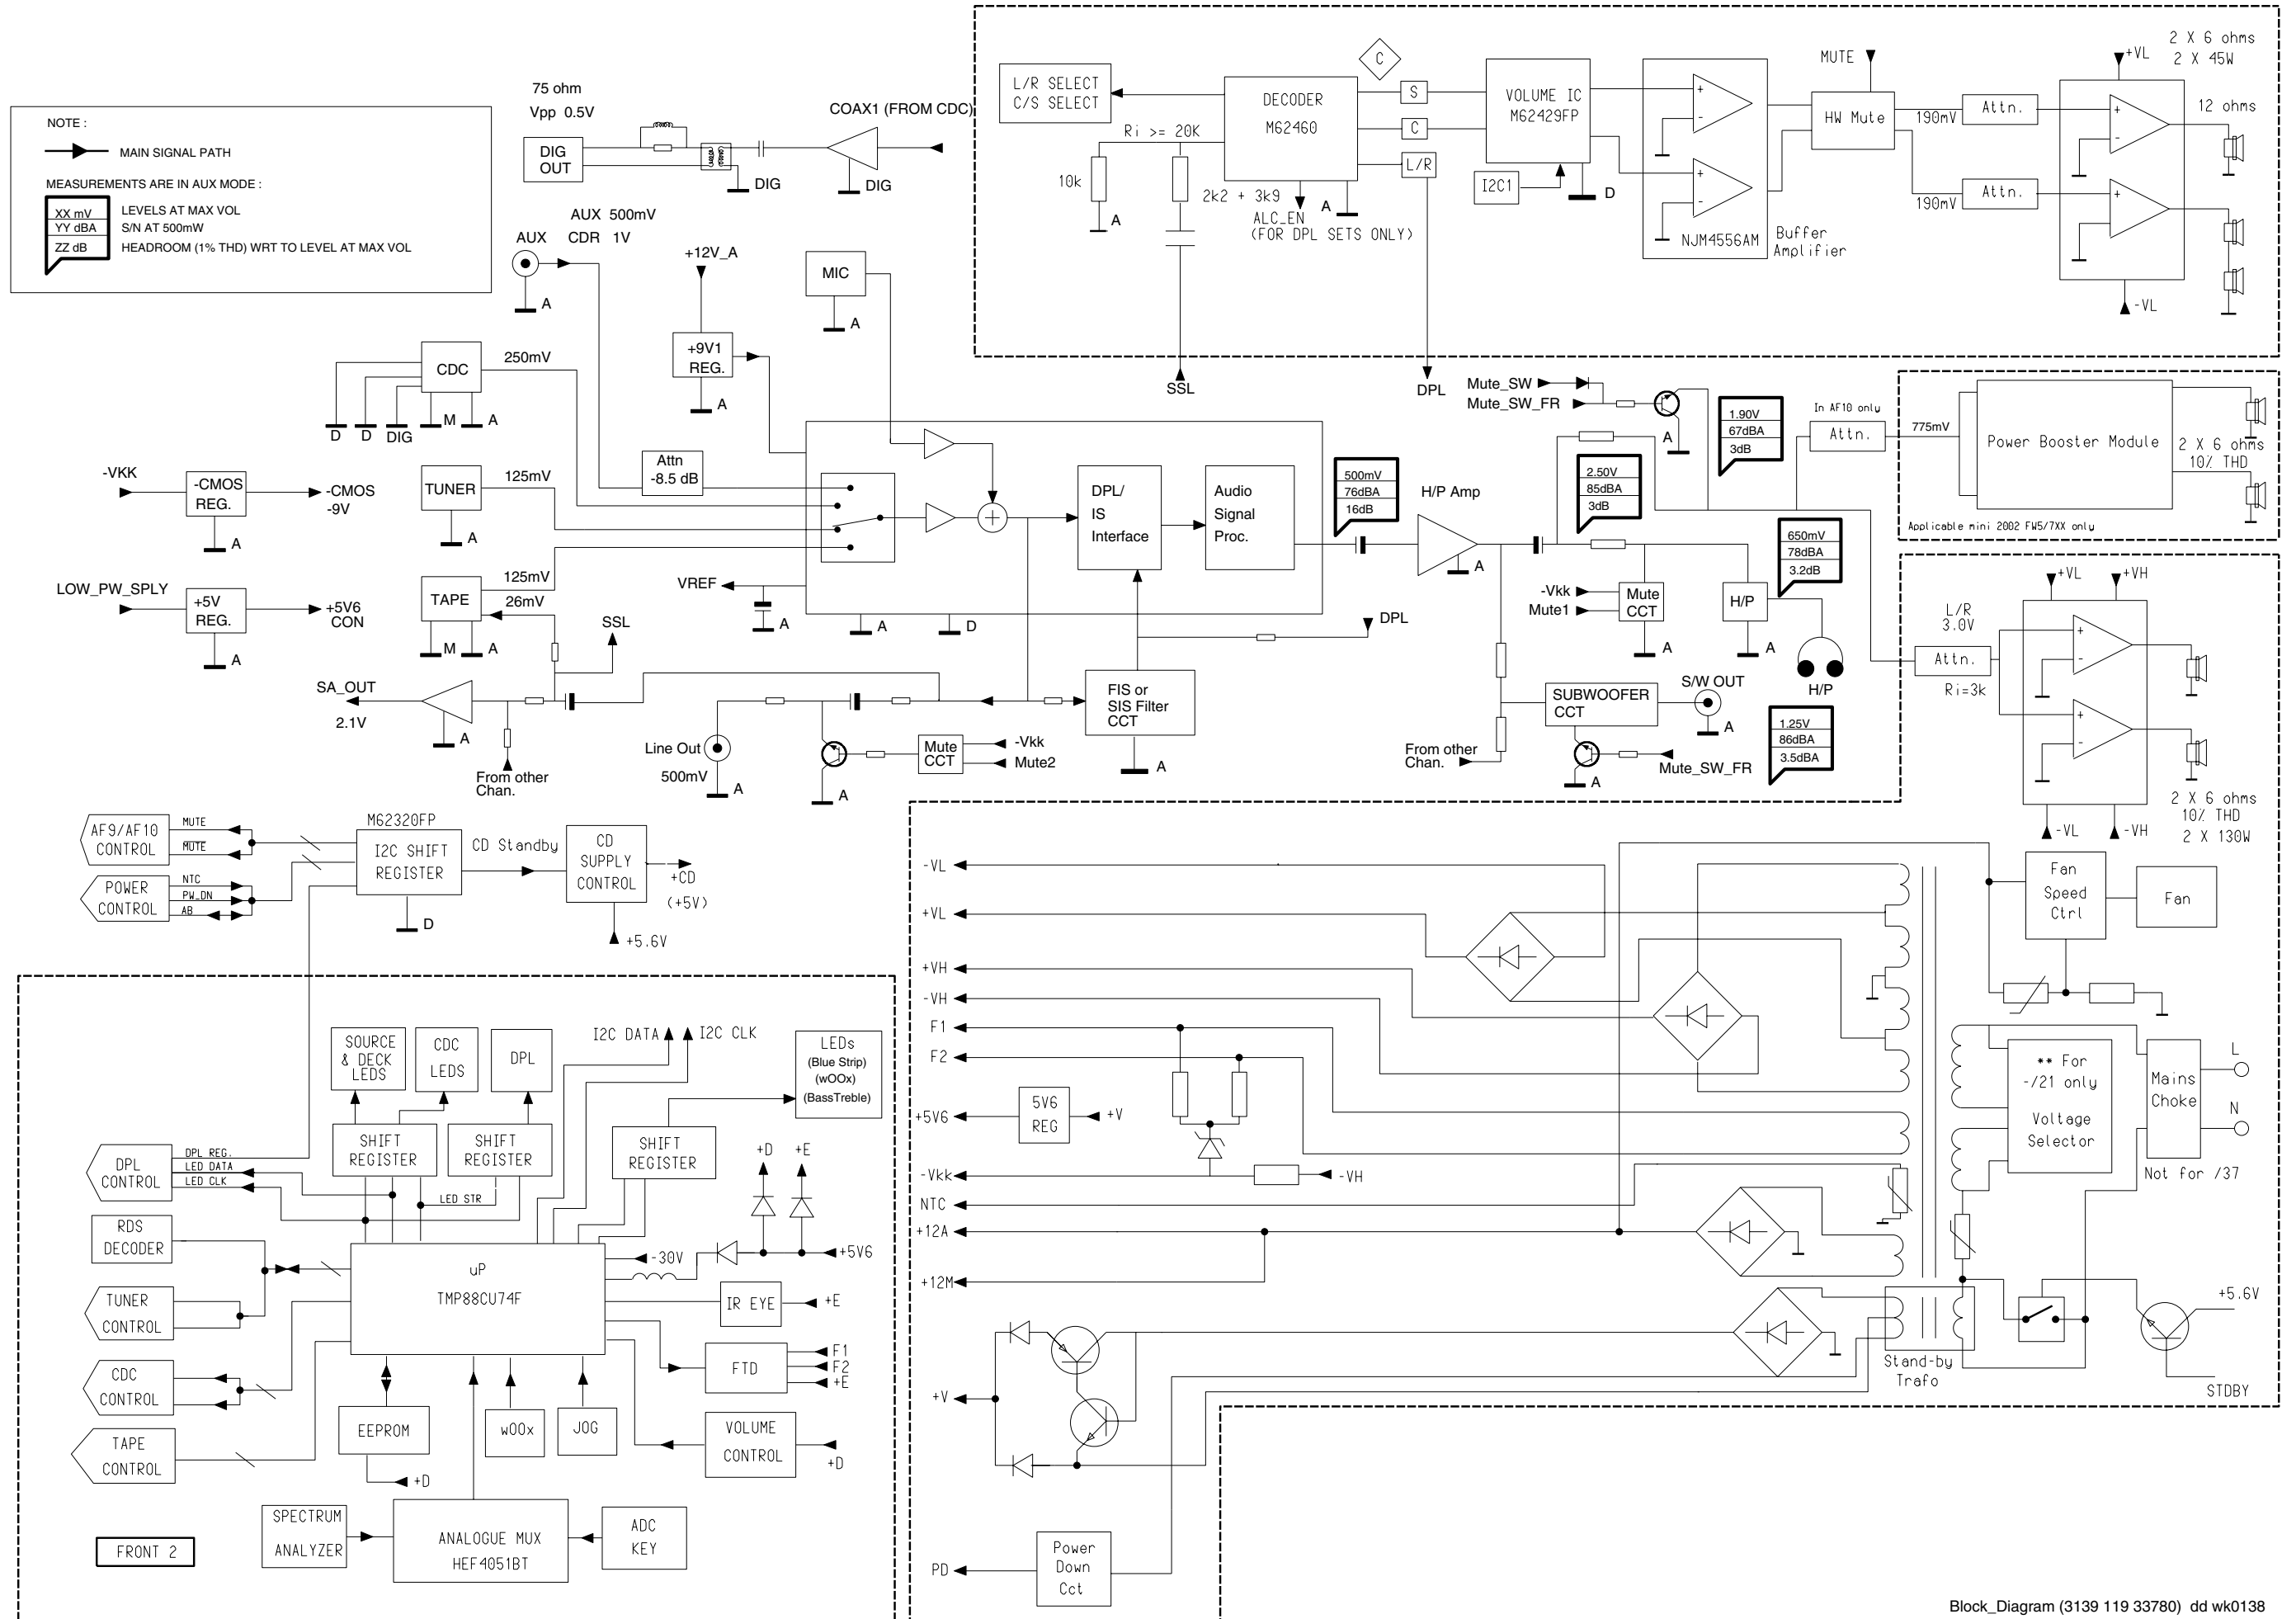 NOTE :
MAIN SIGNAL PATH
MEASUREMENTS ARE IN AUX MODE :
XX mV
YY dBA
ZZ dB
LEVELS AT MAX VOL
S/N AT 500mW
HEADROOM (1% THD) WRT TO LEVEL AT MAX VOL
75 ohm
Vpp 0.5V
DIG
OUT
DIG
COAX1 (FROM CDC)
DIG
AUX 500mV
CDR 1V
AUX
A
+12V_A
+9V1
REG.
A
MIC
A
L/R SELECT
C/S SELECT
Ri >= 20K
10k
A
2k2 + 3k9
DECODER
M62460
ALC_EN
(FOR DPL SETS ONLY)
A
C
S
C
L/R
VOLUME IC
M62429FP
I2C1
D
NJM4556AM
Buffer
Amplifier
MUTE
HW Mute
190mV
Attn.
190mV
Attn.
+VL
-VL
2 X 6 ohms
2 X 45W
12 ohms
SSL
DPL
CDC
250mV
D
D
DIG
M
A
-VKK
-CMOS
REG.
-CMOS
-9V
A
TUNER
125mV
A
Attn
-8.5 dB
LOW_PW_SPLY
+5V
REG.
+5V6
CON
A
TAPE
125mV
26mV
M
A
SSL
VREF
A
A
D
DPL/
IS
Interface
Audio
Signal
Proc.
500mV
76dBA
16dB
H/P Amp
A
Mute_SW
Mute_SW_FR
A
2.50V
85dBA
3dB
1.90V
67dBA
3dB
In AF10 only
Attn.
775mV
Power Booster Module
2 X 6 ohms
10% THD
Applicable mini 2002 FW5/7XX only
650mV
78dBA
3.2dB
-Vkk
Mute1
Mute
CCT
A
H/P
A
H/P
DPL
SA_OUT
2.1V
A
From other
Chan.
Line Out
500mV
A
A
Mute
CCT
-Vkk
Mute2
FIS or
SIS Filter
CCT
A
From other
Chan.
SUBWOOFER
CCT
S/W OUT
A
A
Mute_SW_FR
1.25V
86dBA
3.5dBA
L/R
3.0V
Attn.
Ri=3k
+VL
+VH
-VL
-VH
2 X 6 ohms
10% THD
2 X 130W
AF9/AF10
CONTROL
MUTE
MUTE
POWER
CONTROL
NTC
PW_DN
AB
M62320FP
I2C SHIFT
REGISTER
D
CD Standby
CD
SUPPLY
CONTROL
+CD
(+5V)
+5.6V
SOURCE
& DECK
LEDS
CDC
LEDS
DPL
I2C DATA
I2C CLK
LEDs
(Blue Strip)
(wOOx)
(BassTreble)
SHIFT
REGISTER
SHIFT
REGISTER
SHIFT
REGISTER
DPL
CONTROL
DPL REG.
LED DATA
LED CLK
LED STR
+D
+E
RDS
DECODER
TUNER
CONTROL
CDC
CONTROL
TAPE
CONTROL
uP
TMP88CU74F
-30V
+5V6
IR EYE
+E
FTD
F1
F2
+E
EEPROM
+D
wOOx
JOG
VOLUME
CONTROL
+D
SPECTRUM
ANALYZER
ANALOGUE MUX
HEF4051BT
ADC
KEY
FRONT 2
-VL
+VL
+VH
-VH
F1
F2
+5V6
5V6
REG
+V
-Vkk
-VH
NTC
+12A
+12M
+V
PD
Power
Down
Cct
Fan
Speed
Ctrl
Fan
** For
-/21 only
Voltage
Selector
Mains
Choke
L
N
Not for /37
Stand-by
Trafo
+5.6V
STDBY
Block_Diagram (3139 119 33780) dd wk0138